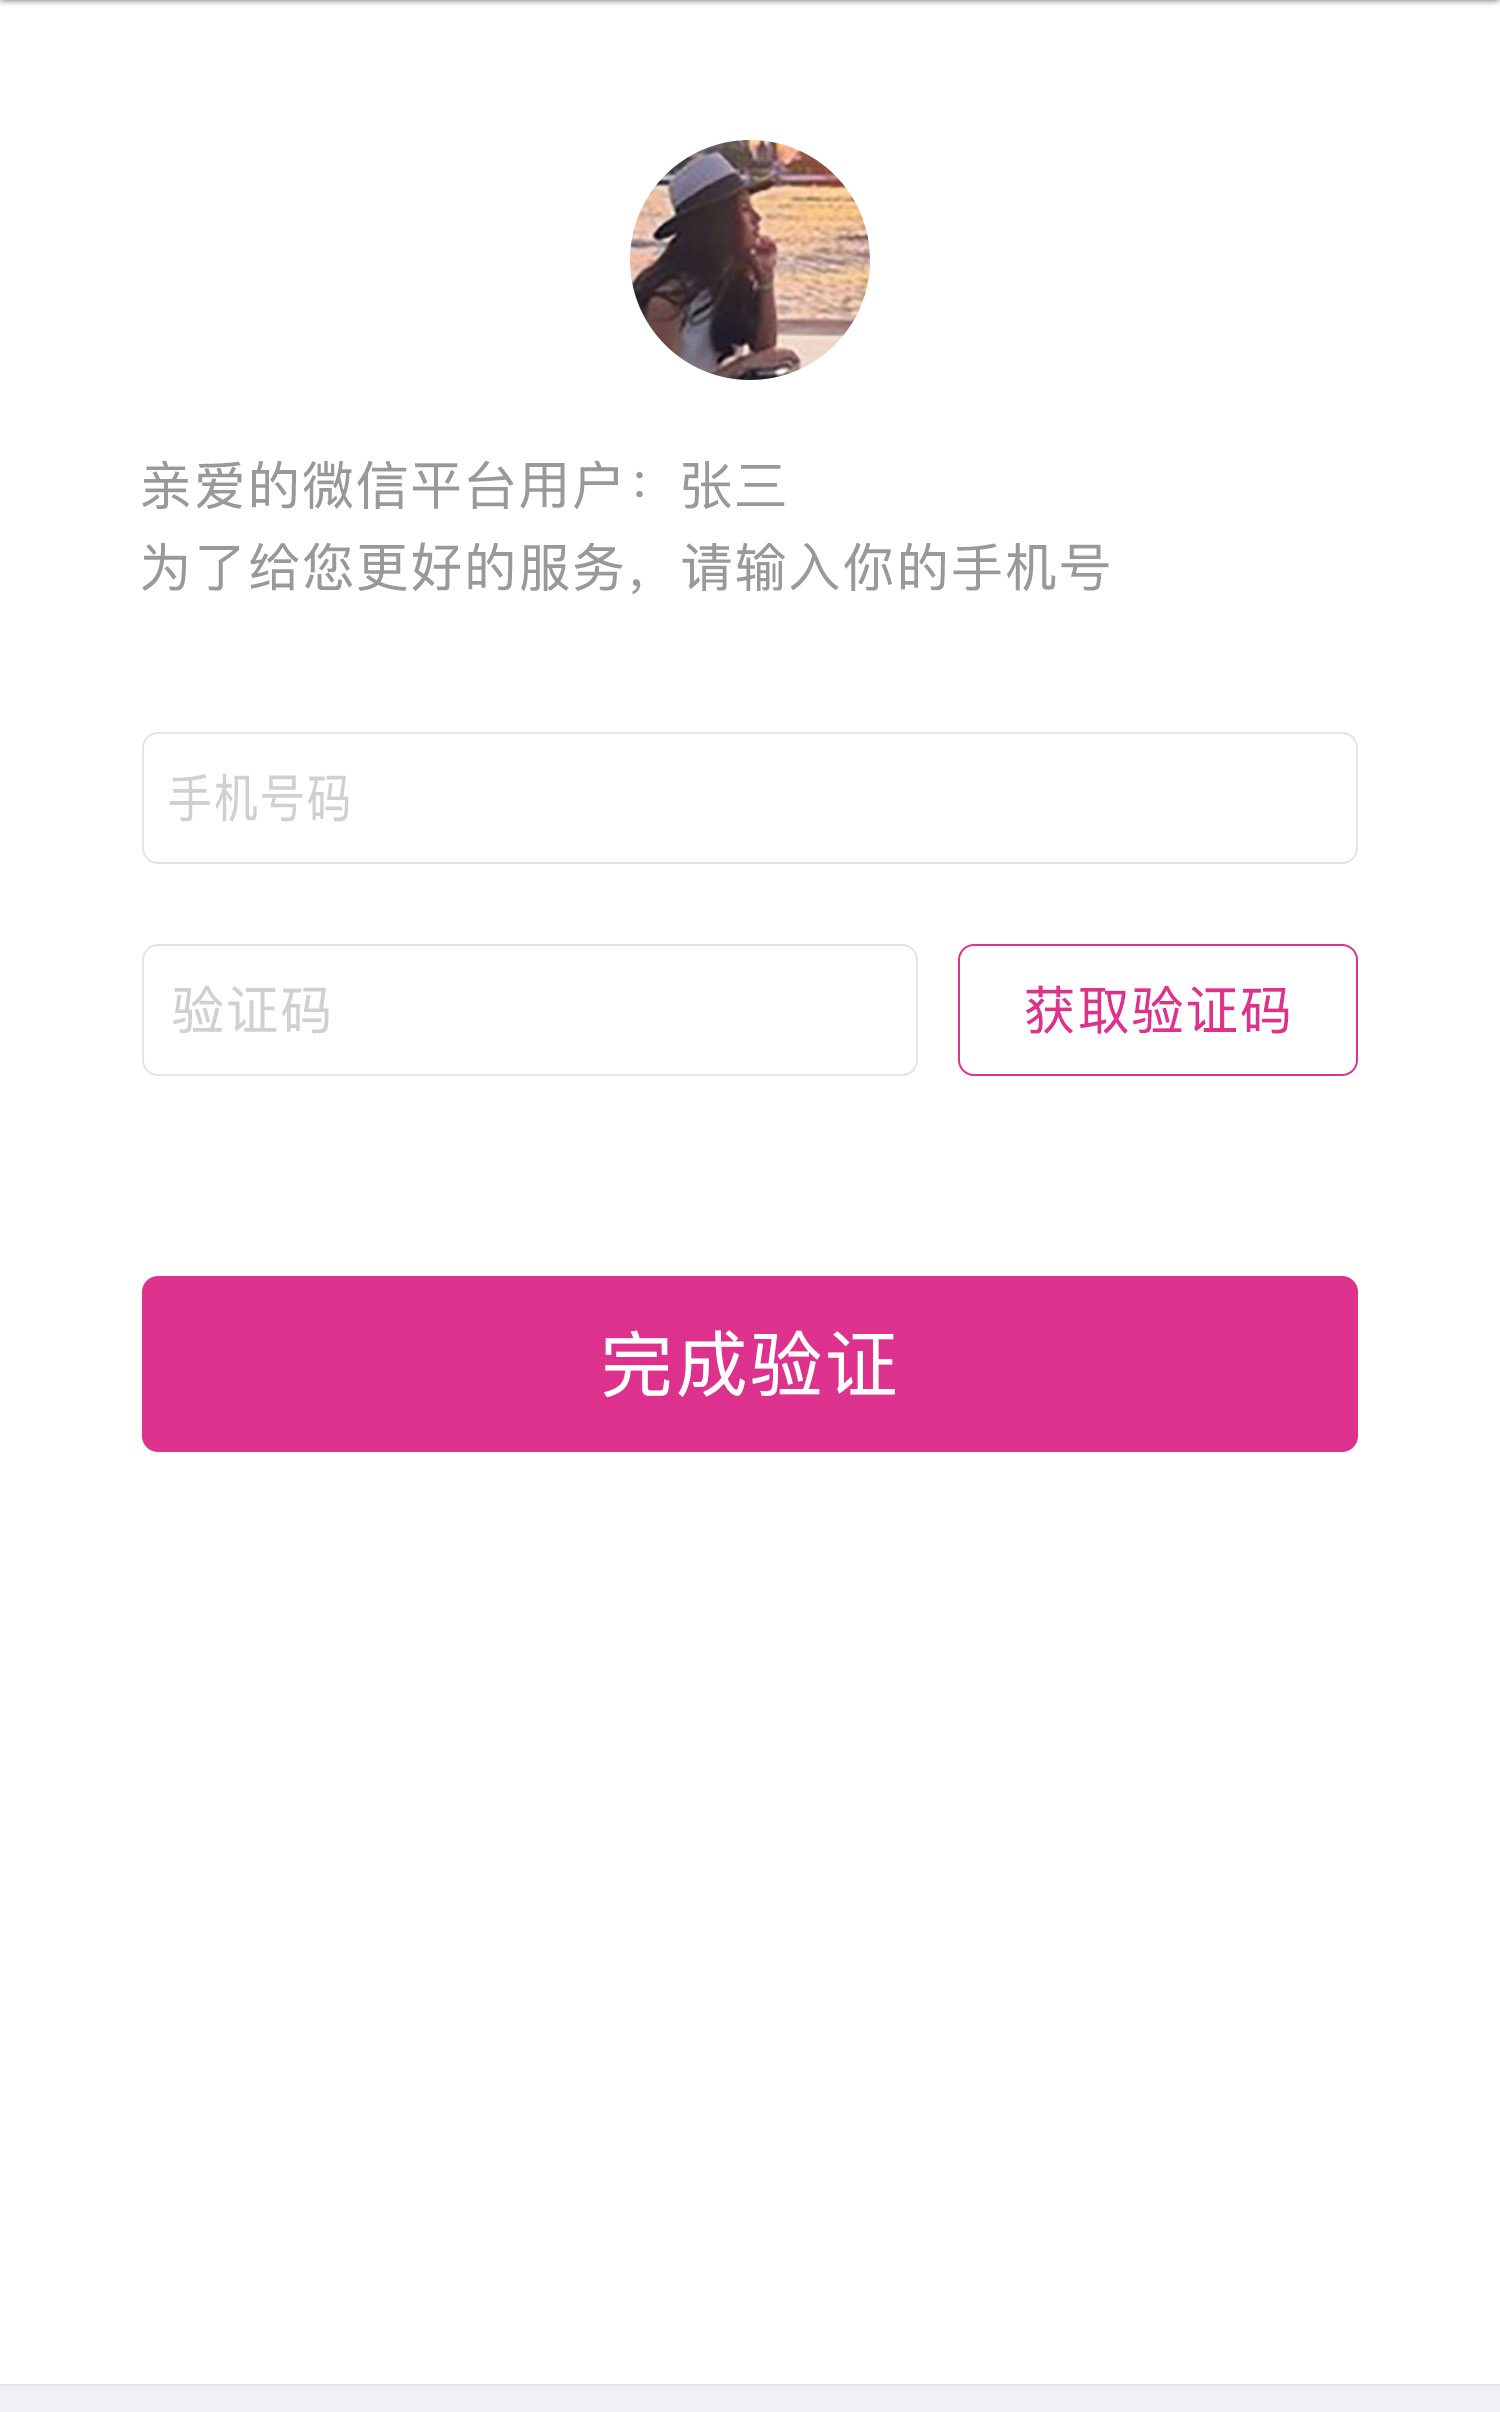 亲爱的微信平台用户：张三
为了给您更好的服务，请输入你的手机号
手机号码
验证码
获取验证码
完成验证